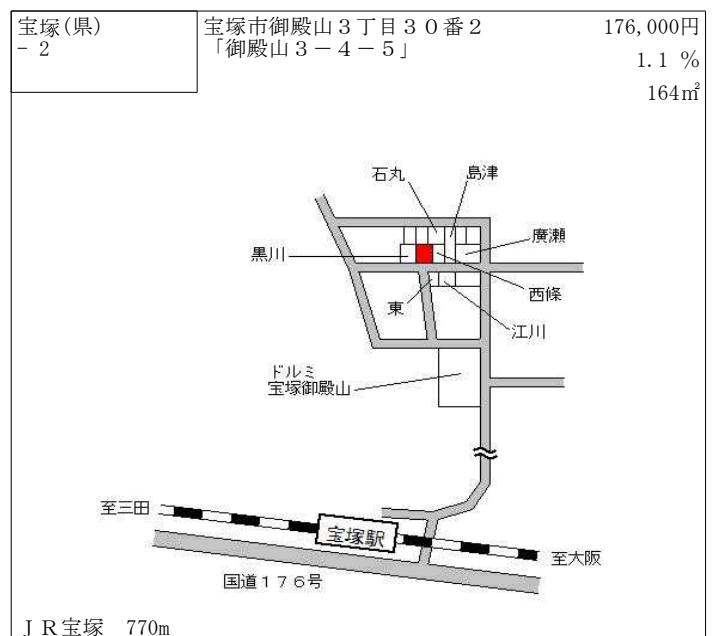 宝塚(県)
- 2
宝塚市御殿山３丁目３０番２
「御殿山３－４－５」
176,000円
1.1 %
164㎡
石丸
島津
廣瀬
黒川
西條
東
江川
ドルミ
宝塚御殿山
至三田
宝塚駅
至大阪
国道１７６号
ＪＲ宝塚　770m